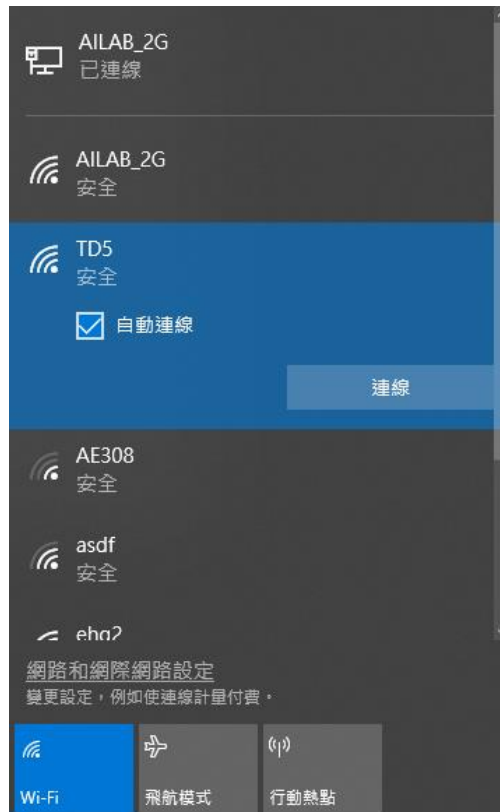 AILAB_2G
已連線
AILAB_2G
安全
TD5
安全
自動連線
連線
AE308
安全
asdf
安全
網路和網際網路設定
變更設定，例如使連線計量付費。
Wi-Fi
飛航模式
行動熱點